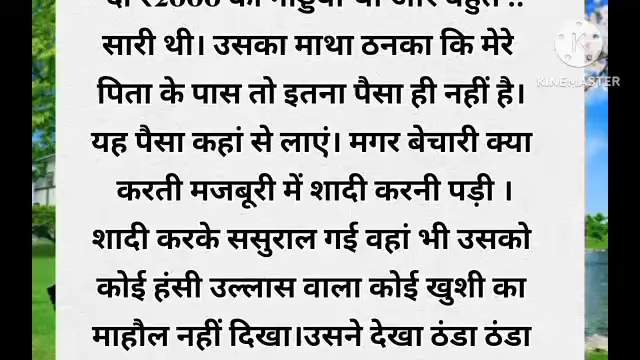 सारी थी। उसका माथा ठनका कि मेरे
पिता के पास तो इतना पैसा ही नहीं है।
यह पैसा कहां से लाएं। मगर बेचारी क्या
करती मजबूरी में शादी करनी पड़ी ।
शादी करके ससुराल गई वहां भी उसको
कोई हंसी उल्लास वाला कोई खुशी का
माहौल नहीं दिखा।उसने देखा ठंडा ठंडा
KINEMASTER